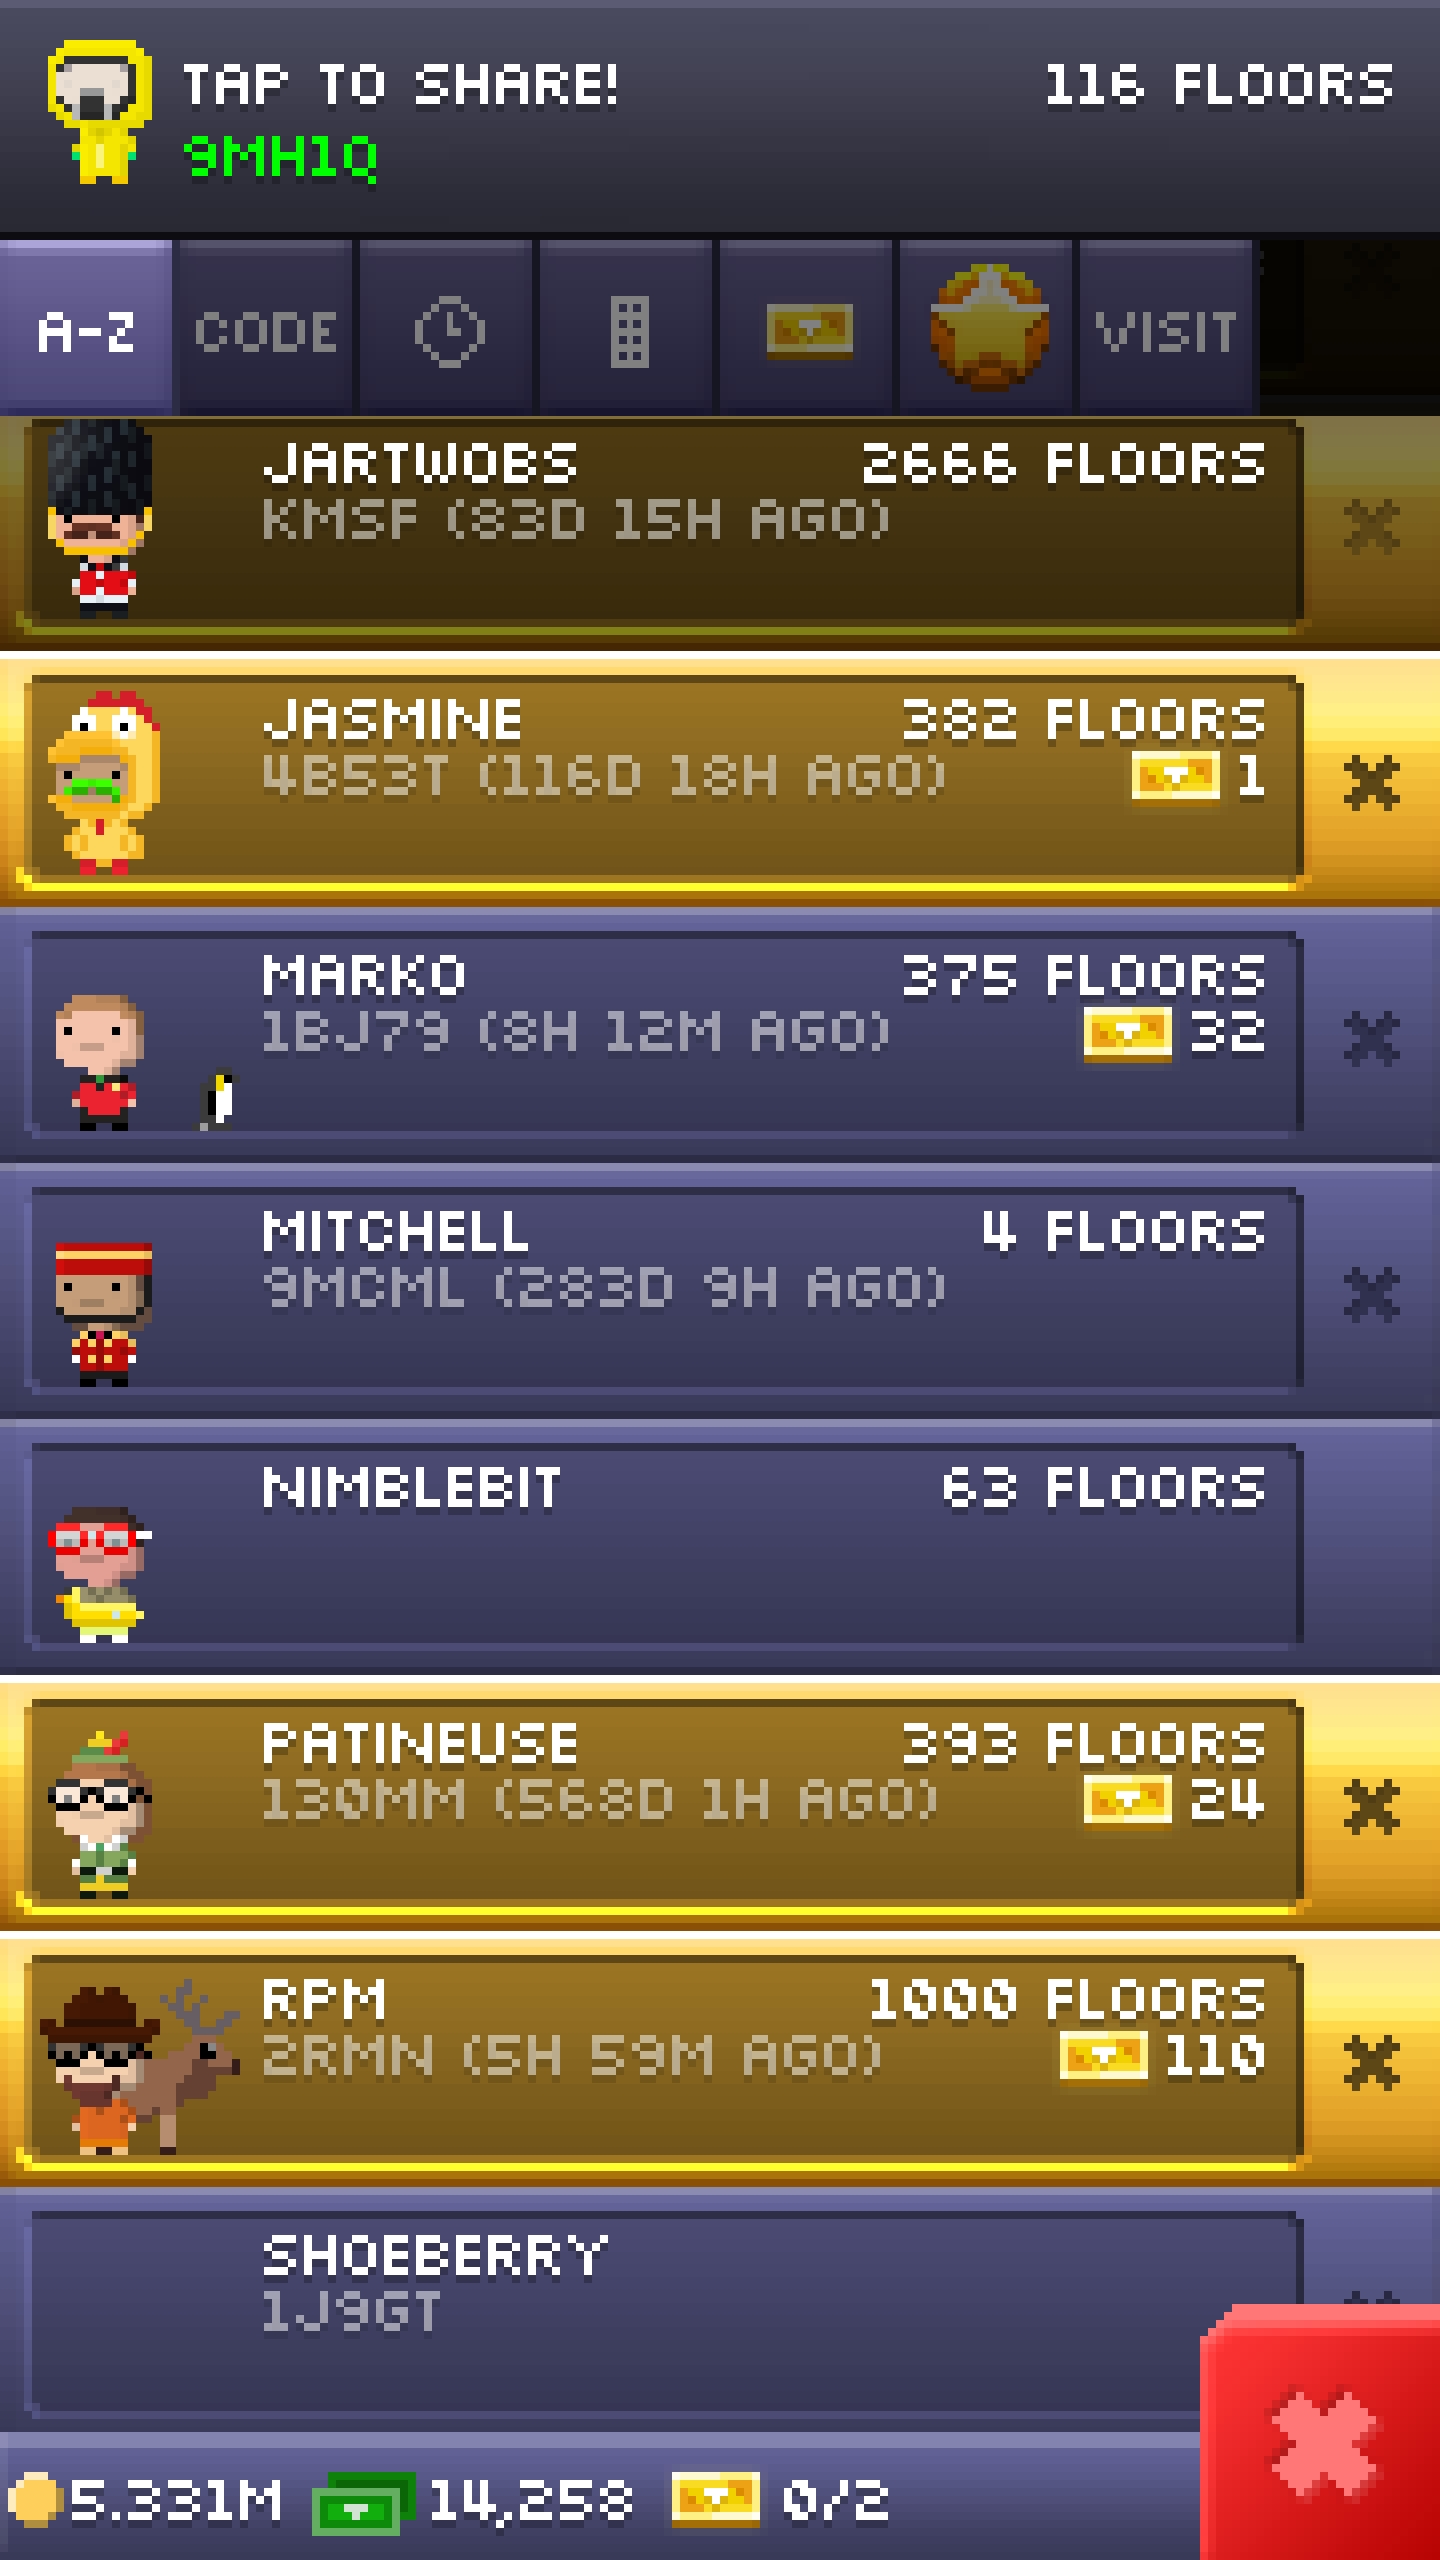 TAP TO SHARE! 116 FLOORS
9MH1Q
A-Z CODE VISIT
JARTWOBS 2666 FLOORS
KMSF (83D 15H AGO)
JASMINE 382 FLOORS
4B53T (116D 18H AGO) 1
MARKO 375 FLOORS
1BJ79 (8H 12M AGO) 32
MITCHELL 4 FLOORS
9MCML (283D 9H AGO)
NIMBLEBIT 63 FLOORS
PATINEUSE 393 FLOORS
130MM (568D 1H AGO) 24
RPM 1000 FLOORS
2RMN (5H 59M AGO) 110
SHOEBERRY
1J9GT
5.331M 14,258 0/2